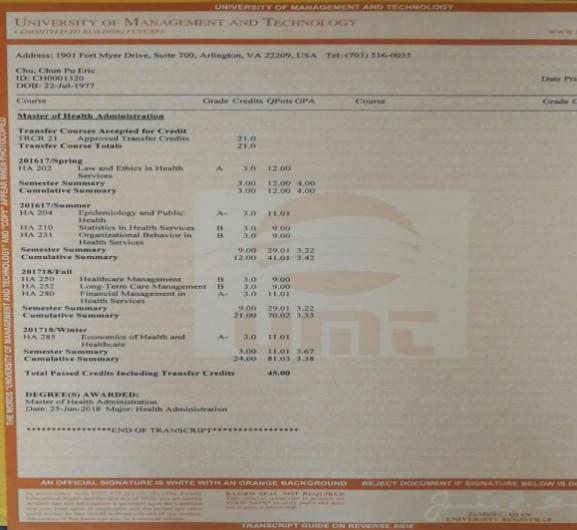 UNIVERSITY OF MANAGEMENT AND TECHNOLOGY
UNIVERSITY OF MANAGEMENT AND TECHNOLOGY
COMMITTED TO BUILDING FUTURES
Address: 1901 Fort Myer Drive, Suite 700, Arlington, VA 22209, USA Tel: (703) 516-0035
Chu, Chun Pu Eric
ID: CH0001320 Date Pri
DOB: 22-Jul-1977
Course Grade Credits QPnts GPA Course Grade C
Master of Health Administration
Transfer Courses Accepted for Credit
TRCR 21 Approved Transfer Credits 21.0
Transfer Course Totals 21.0
201617/Spring
HA 202 Law and Ethics in Health A 3.0 12.00
Services
Semester Summary 3.00 12.00 4.00
Cumulative Summary 3.00 12.00 4.00
201617/Summer
HA 204 Epidemiology and Public A- 3.0 11.01
Health
HA 210 Statistics in Health Services B 3.0 9.00
HA 231 Organizational Behavior in B 3.0 9.00
Health Services
Semester Summary 9.00 29.01 3.22
Cumulative Summary 12.00 41.01 3.42
201718/Fall
HA 250 Healthcare Management B 3.0 9.00
HA 252 Long-Term Care Management B 3.0 9.00
HA 280 Financial Management in A- 3.0 11.01
Health Services
Semester Summary 9.00 29.01 3.22
Cumulative Summary 21.00 70.02 3.33
201718/Winter
HA 285 Economics of Health and A- 3.0 11.01
Healthcare
Semester Summary 3.00 11.01 3.67
Cumulative Summary 24.00 81.03 3.38
Total Passed Credits Including Transfer Credits 45.00
DEGREE(S) AWARDED:
Master of Health Administration
Date: 25-Jun-2018 Major: Health Administration
*****************END OF TRANSCRIPT*****************
THE WORDS "UNIVERSITY OF MANAGEMENT AND TECHNOLOGY" AND "COPY" APPEAR WHEN PHOTOCOPIED
umt
AN OFFICIAL SIGNATURE IS WHITE WITH AN ORANGE BACKGROUND REJECT DOCUMENT IF SIGNATURE BELOW IS DI
RAISED SEAL NOT REQUIRED
JAMES C. QIAN
UNIVERSITY REGISTRAR
TRANSCRIPT GUIDE ON REVERSE SIDE